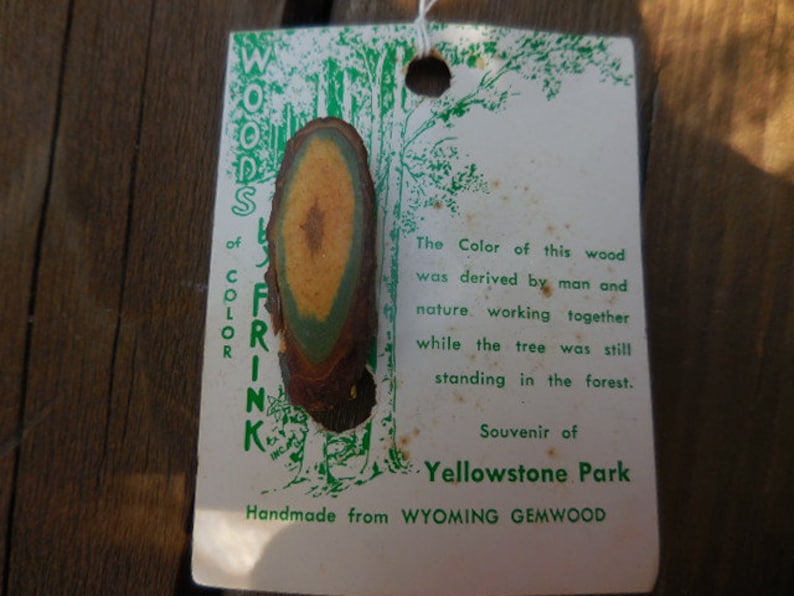 WOODS
of
COLOR
by FRINK
The Color of this wood
was derived by man and
nature working together
while the tree was still
standing in the forest.
Souvenir of
Yellowstone Park
Handmade from WYOMING GEMWOOD